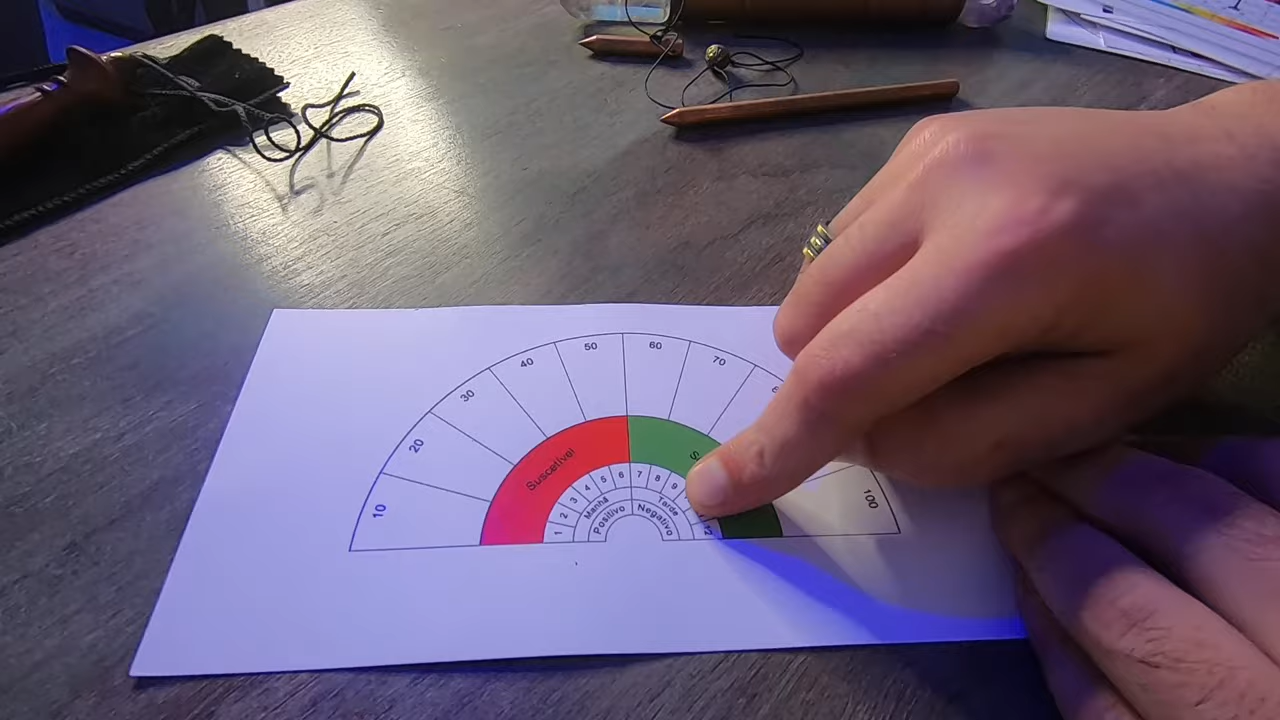 10 20 30 40 50 60 70 100
Suscetível
1 2 3 4 5 6 7 8 9 12
Manhã Tarde
Positivo Negativo